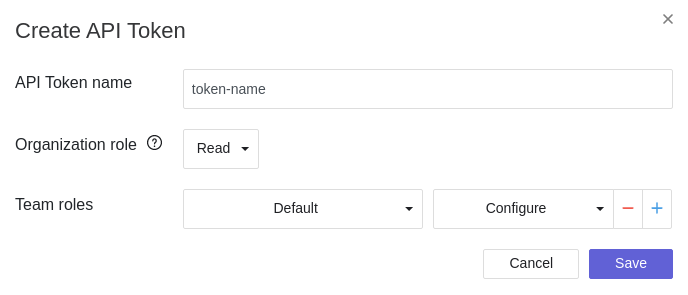 Create API Token
API Token name
token-name
Organization role
Read
Team roles
Default
Configure
Cancel
Save